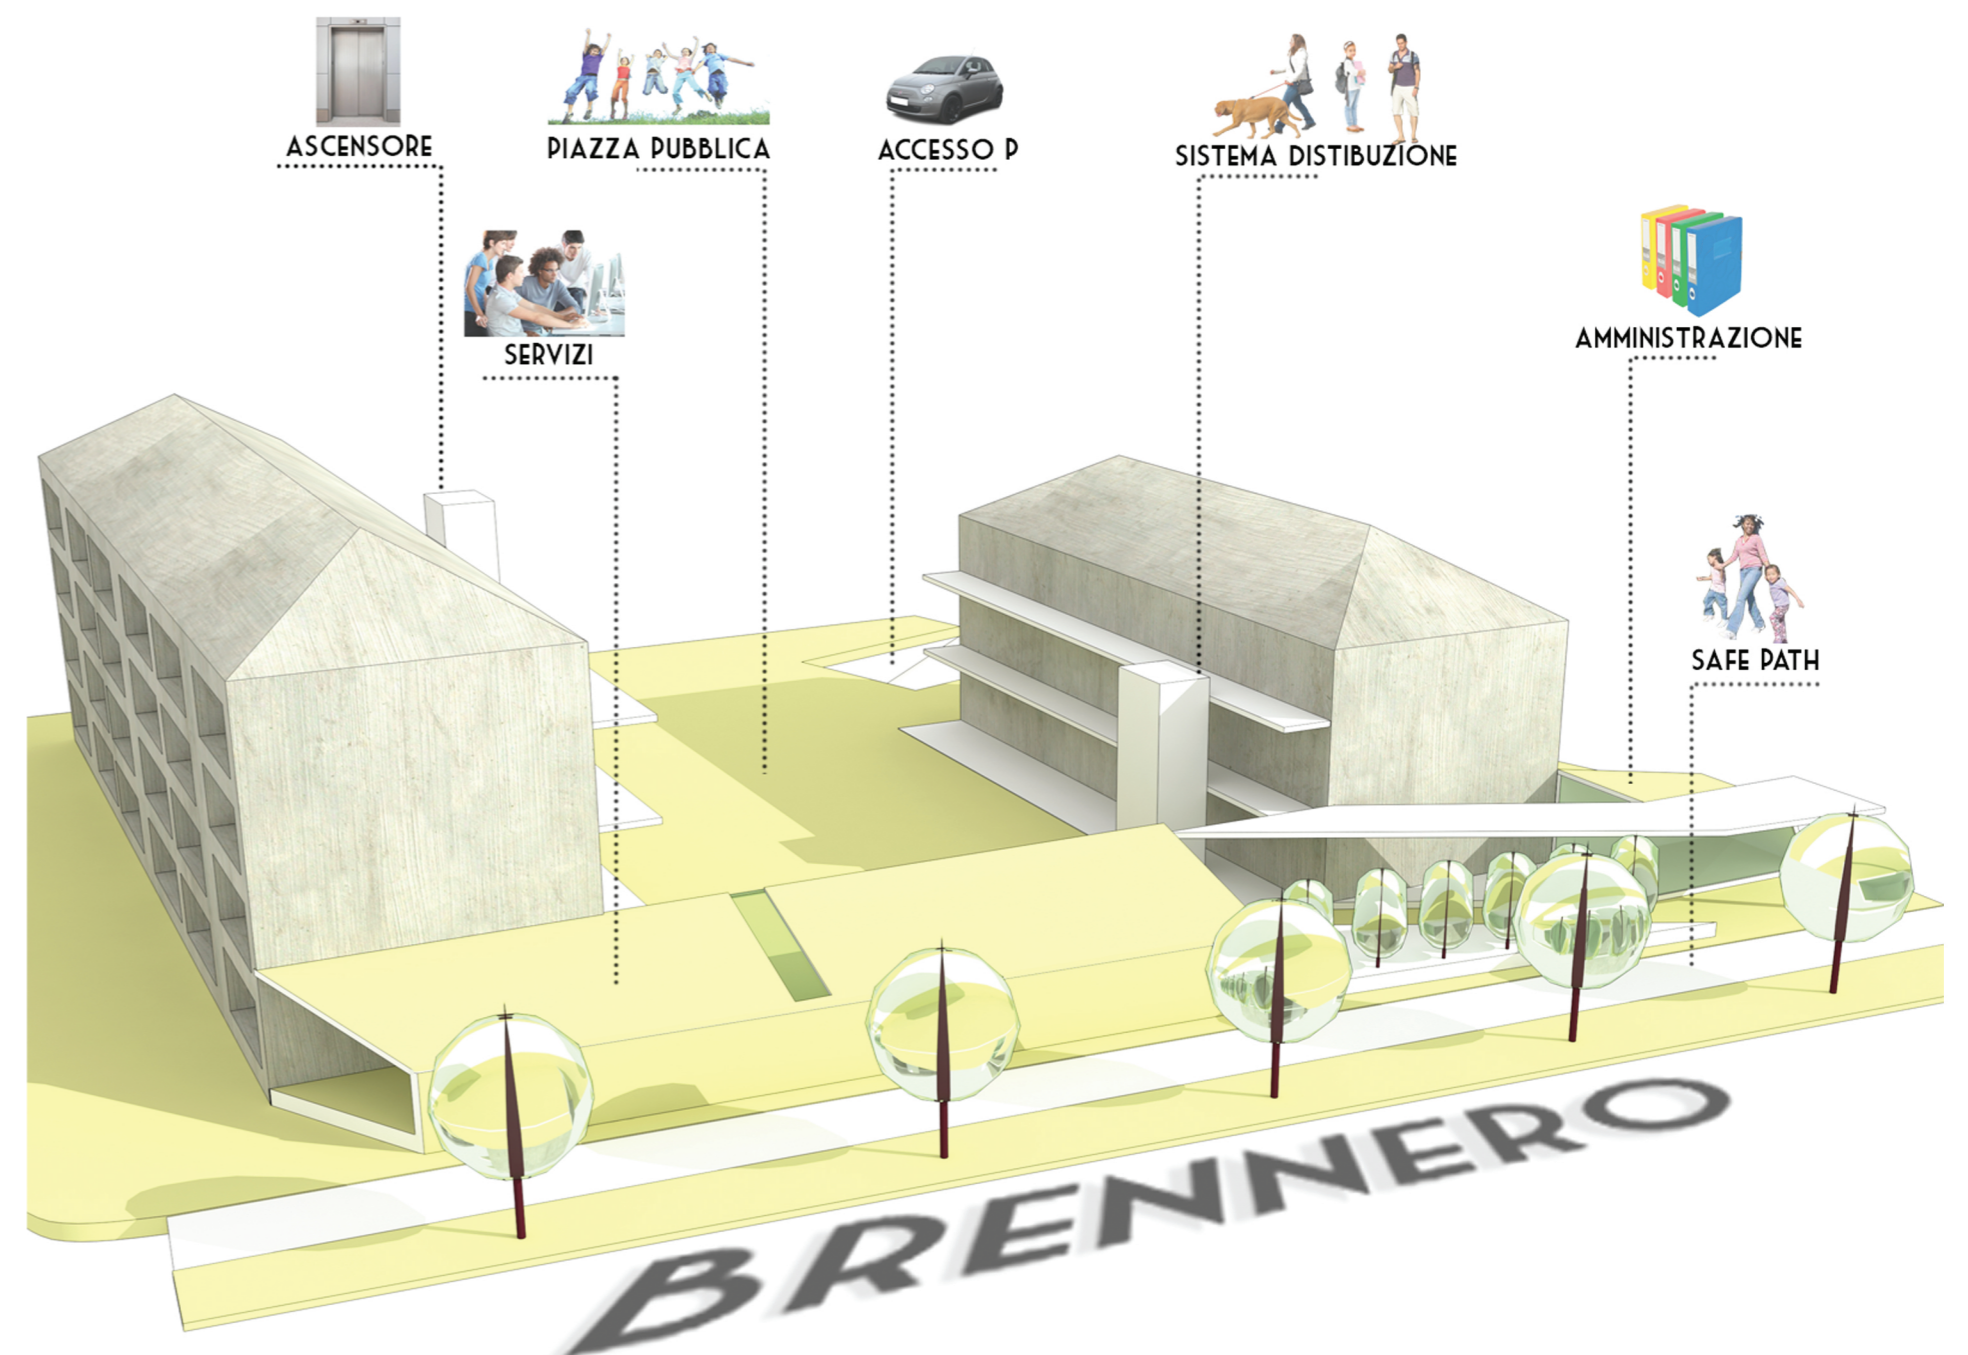 ASCENSORE
PIAZZA PUBBLICA
ACCESSO P
SISTEMA DISTIBUZIONE
SERVIZI
AMMINISTRAZIONE
SAFE PATH
BRENNERO